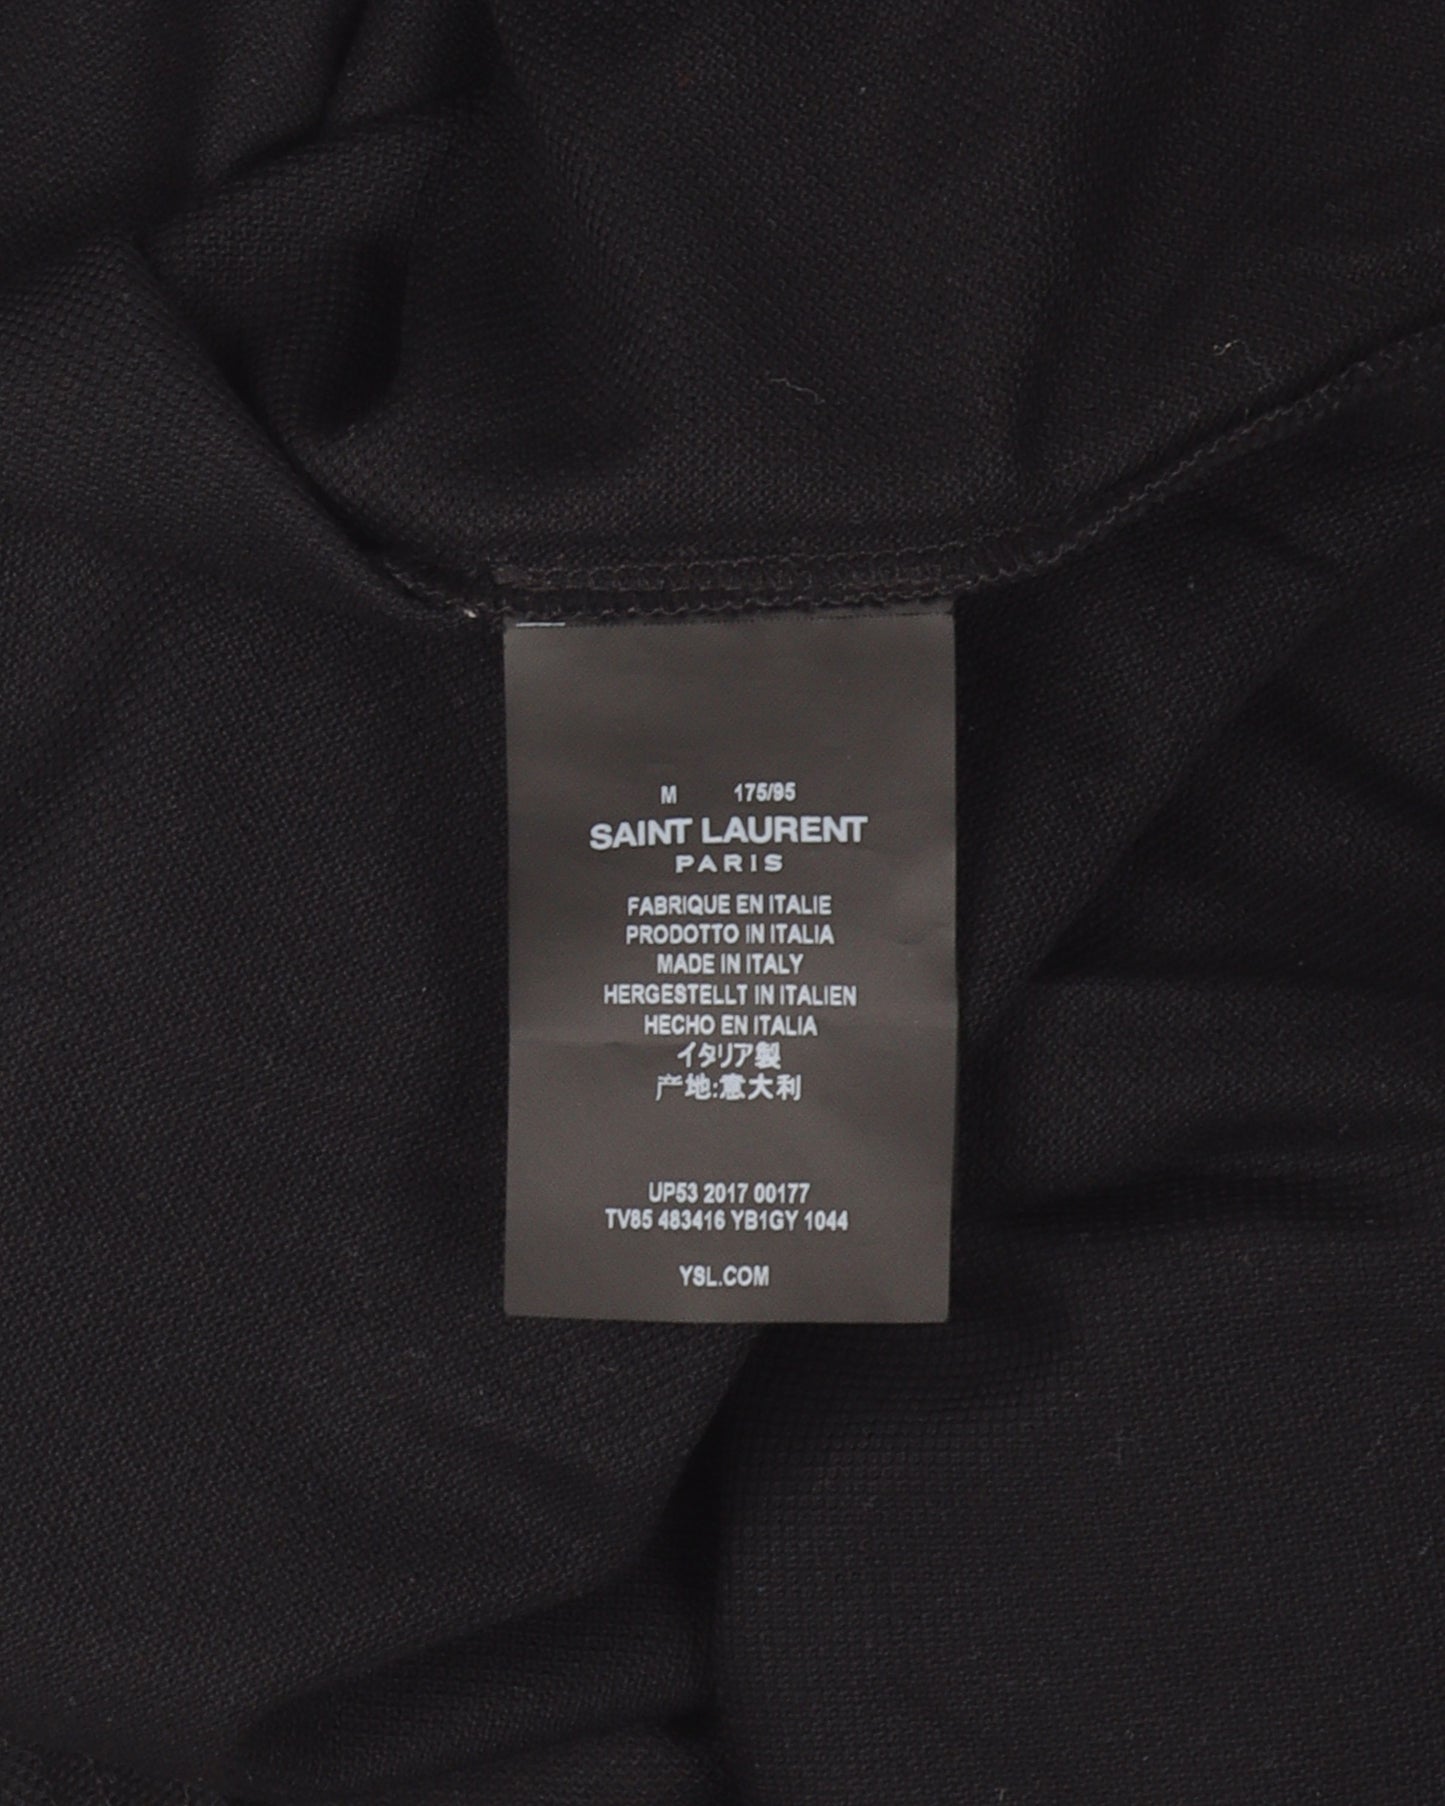 M 175/95
SAINT LAURENT
PARIS
FABRIQUE EN ITALIE
PRODOTTO IN ITALIA
MADE IN ITALY
HERGESTELLT IN ITALIEN
HECHO EN ITALIA
イタリア製
产地:意大利
UP53 2017 00177
TV85 483416 YB1GY 1044
YSL.COM